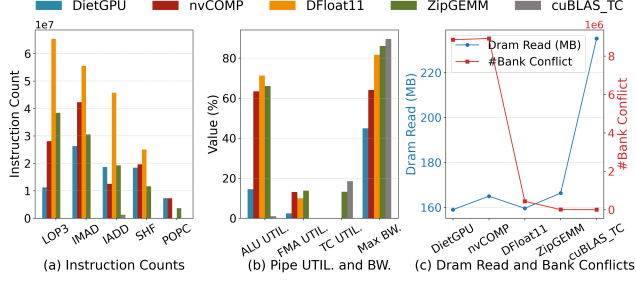 DietGPU nvCOMP DFloat11 ZipGEMM cuBLAS_TC
1e7
Instruction Count
7
6
5
4
3
2
1
0
LOP3 IMAD IADD SHF POPC
(a) Instruction Counts
Value (%)
80
60
40
20
0
ALU UTIL. FMA UTIL. TC UTIL. Max BW.
(b) Pipe UTIL. and BW.
1e6
Dram Read (MB)
#Bank Conflict
Dram Read (MB)
220
200
180
160
#Bank Conflict
8
6
4
2
0
DietGPU nvCOMP DFloat11 ZipGEMM cuBLAS_TC
(c) Dram Read and Bank Conflicts